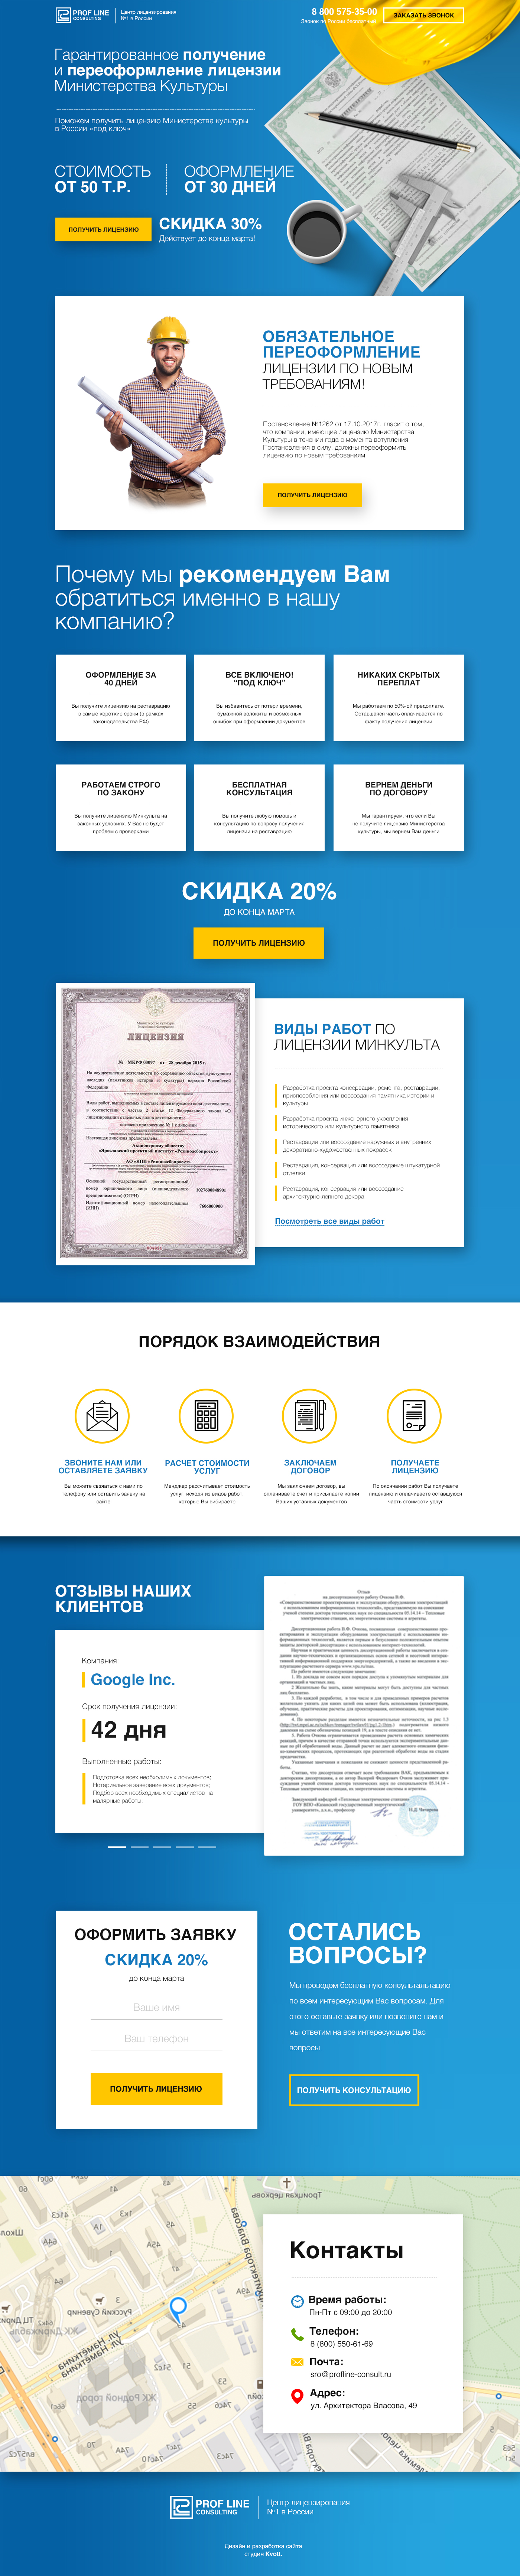 PROF LINE
CONSULTING
Центр лицензирования
№1 в России
8 800 575-35-00
Звонок по России бесплатный
ЗАКАЗАТЬ ЗВОНОК
Гарантированное получение
и переоформление лицензии
Министерства Культуры
Поможем получить лицензию Министерства культуры
в России «под ключ»
СТОИМОСТЬ
ОТ 50 Т.Р.
ОФОРМЛЕНИЕ
ОТ 30 ДНЕЙ
ПОЛУЧИТЬ ЛИЦЕНЗИЮ
СКИДКА 30%
Действует до конца марта!
ОБЯЗАТЕЛЬНОЕ
ПЕРЕОФОРМЛЕНИЕ
ЛИЦЕНЗИИ ПО НОВЫМ
ТРЕБОВАНИЯМ!
Постановление №1262 от 17.10.2017г. гласит о том,
что компании, имеющие лицензию Министерства
Культуры в течении года с момента вступления
Постановления в силу, должны переоформить
лицензию по новым требованиям
ПОЛУЧИТЬ ЛИЦЕНЗИЮ
Почему мы рекомендуем Вам
обратиться именно в нашу
компанию?
ОФОРМЛЕНИЕ ЗА
40 ДНЕЙ
Вы получите лицензию на реставрацию
в самые короткие сроки (в рамках
законодательства РФ)
ВСЕ ВКЛЮЧЕНО!
“ПОД КЛЮЧ”
Вы избавитесь от потери времени,
бумажной волокиты и возможных
ошибок при оформлении документов
НИКАКИХ СКРЫТЫХ
ПЕРЕПЛАТ
Мы работаем по 50%-ой предоплате.
Оставшаяся часть оплачивается по
факту получения лицензии
РАБОТАЕМ СТРОГО
ПО ЗАКОНУ
Вы получите лицензию Минкульта на
законных условиях. У Вас не будет
проблем с проверками
БЕСПЛАТНАЯ
КОНСУЛЬТАЦИЯ
Вы получите любую помощь и
консультацию по вопросу получения
лицензии на реставрацию
ВЕРНЕМ ДЕНЬГИ
ПО ДОГОВОРУ
Мы гарантируем, что если Вы
не получите лицензию Министерства
культуры, мы вернем Вам деньги
СКИДКА 20%
ДО КОНЦА МАРТА
ПОЛУЧИТЬ ЛИЦЕНЗИЮ
ЛИЦЕНЗИЯ
№ МКРФ 03097 от 28 декабря 2015 г.
ВИДЫ РАБОТ ПО
ЛИЦЕНЗИИ МИНКУЛЬТА
Разработка проекта консервации, ремонта, реставрации,
приспособления или воссоздания памятника истории и
культуры
Разработка проекта инженерного укрепления
исторического или культурного памятника.
Реставрация или воссоздание наружных и внутренних
декоративно-художественных покрасок
Реставрация, консервация или воссоздание штукатурной
отделки
Реставрация, консервация или воссоздание
архитектурно-лепного декора
Посмотреть все виды работ
ПОРЯДОК ВЗАИМОДЕЙСТВИЯ
ЗВОНИТЕ НАМ ИЛИ
ОСТАВЛЯЕТЕ ЗАЯВКУ
Вы можете связаться с нами по
телефону или оставить заявку на
сайте
РАСЧЕТ СТОИМОСТИ
УСЛУГ
Менджер рассчитывает стоимость
услуг, исходя из видов работ,
которые Вы выбираете
ЗАКЛЮЧАЕМ
ДОГОВОР
Мы заключаем договор, вы
оплачиваете счет и присылаете копии
Ваших уставных документов
ПОЛУЧАЕТЕ
ЛИЦЕНЗИЮ
По окончании работ Вы получаете
лицензию и оплачиваете оставшуюся
часть стоимости услуг
ОТЗЫВЫ НАШИХ
КЛИЕНТОВ
Компания:
Google Inc.
Срок получения лицензии:
42 дня
Выполненные работы:
Подготовка всех необходимых документов;
Нотариальное заверение всех документов;
Подбор всех необходимых специалистов на
малярные работы;
ОФОРМИТЬ ЗАЯВКУ
СКИДКА 20%
до конца марта
Ваше имя
Ваш телефон
ПОЛУЧИТЬ ЛИЦЕНЗИЮ
ОСТАЛИСЬ
ВОПРОСЫ?
Мы проведем бесплатную консультальтацию
по всем интересующим Вас вопросам. Для
этого оставьте заявку или позвоните нам и
мы ответим на все интересующие Вас
вопросы.
ПОЛУЧИТЬ КОНСУЛЬТАЦИЮ
Контакты
Время работы:
Пн-Пт с 09:00 до 20:00
Телефон:
8 (800) 550-61-69
Почта:
sro@profline-consult.ru
Адрес:
ул. Архитектора Власова, 49
PROF LINE
CONSULTING
Центр лицензирования
№1 в России
Дизайн и разработка сайта
студия Kvott.